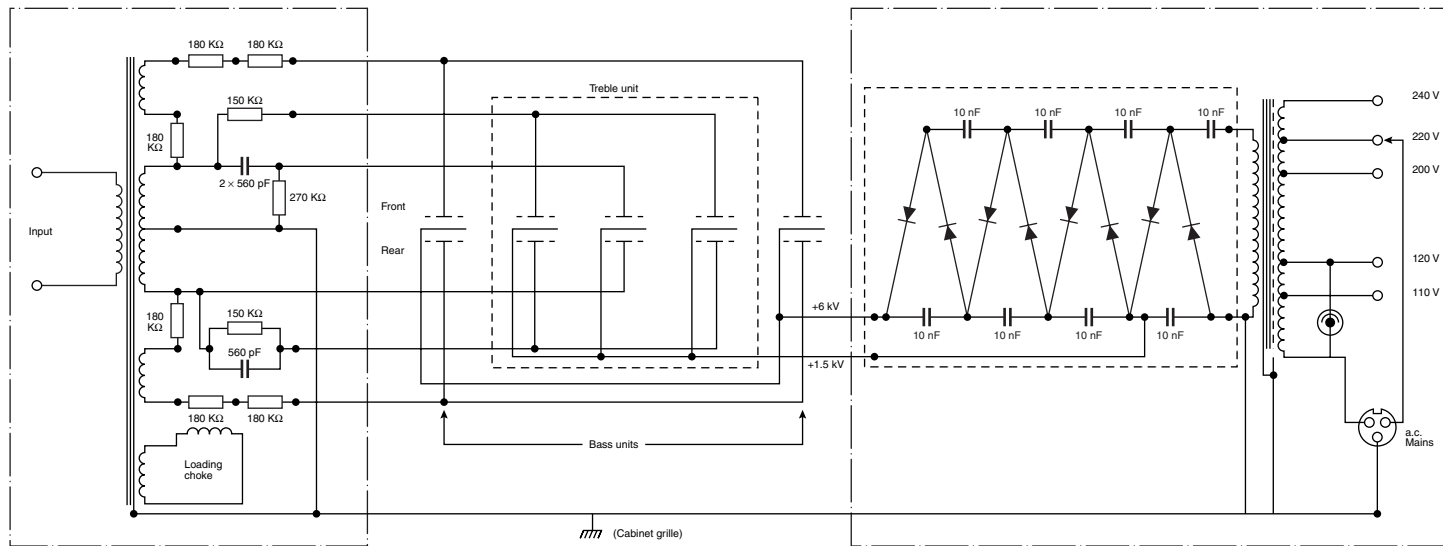 180 KΩ
180 KΩ
150 KΩ
180
KΩ
2 × 560 pF
270 KΩ
Input
180
KΩ
150 KΩ
560 pF
180 KΩ
180 KΩ
Loading
choke
Treble unit
Front
Rear
+6 kV
+1.5 kV
Bass units
(Cabinet grille)
10 nF
10 nF
10 nF
10 nF
10 nF
10 nF
10 nF
10 nF
240 V
220 V
200 V
120 V
110 V
a.c.
Mains